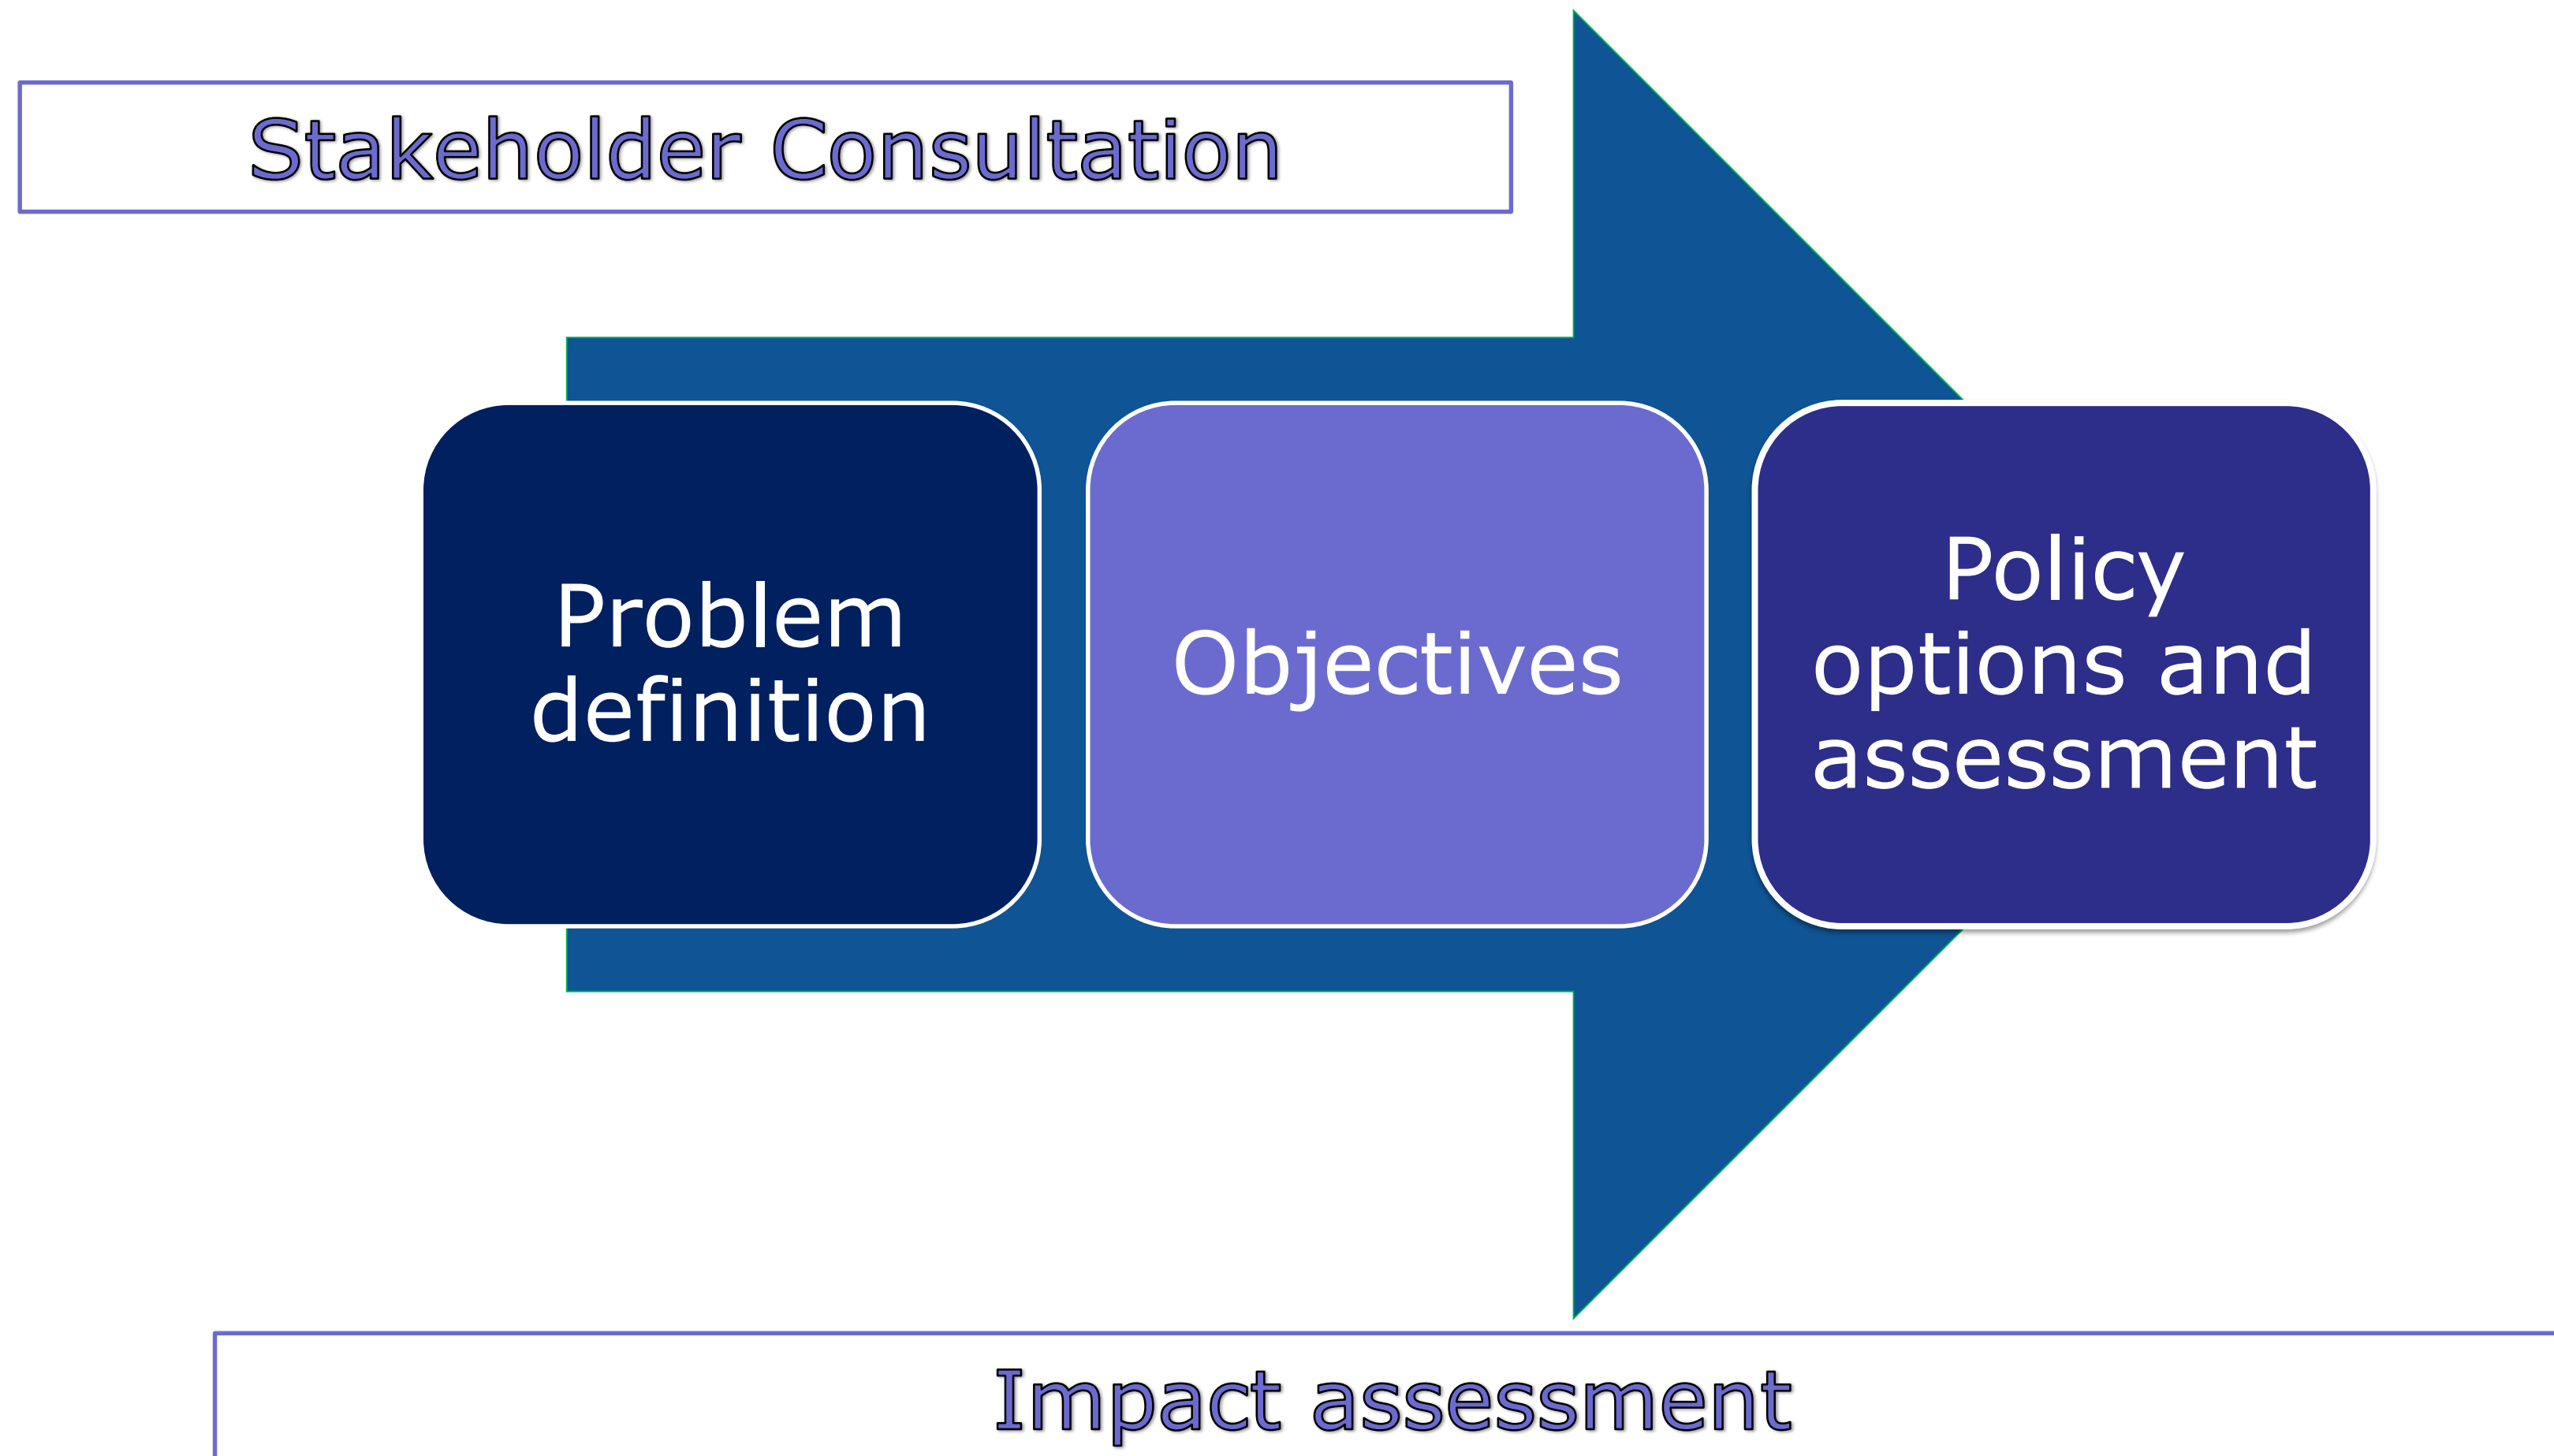 Stakeholder Consultation
Problem
definition
Objectives
Policy
options and
assessment
Impact assessment